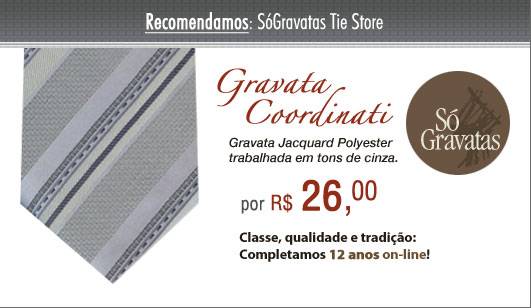 Recomendamos: SóGravatas Tie Store
Gravata
Coordinati
Gravata Jacquard Polyester
trabalhada em tons de cinza.
Só
Gravatas
por R$ 26,00
Classe, qualidade e tradição:
Completamos 12 anos on-line!